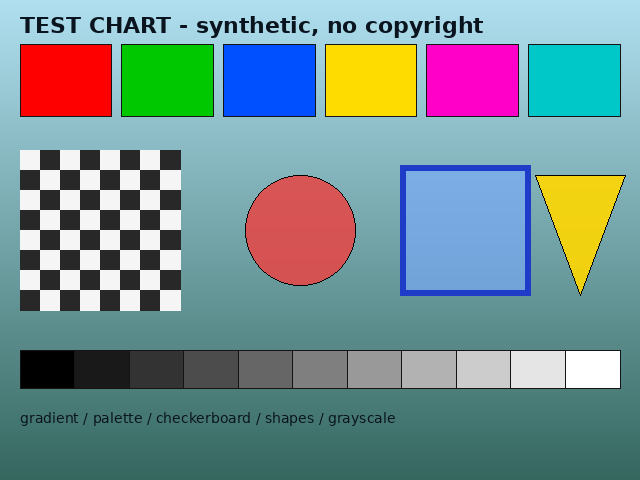 TEST CHART - synthetic, no copyright
gradient / palette / checkerboard / shapes / grayscale